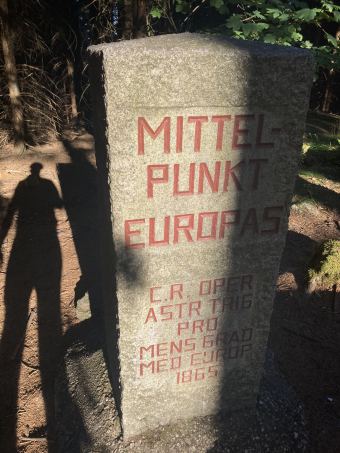 MITTEL-
PUNKT
EUROPAS
C.R. OPER
ASTR TRIG
PRO
MENS GRAD
MED EUROP.
1865